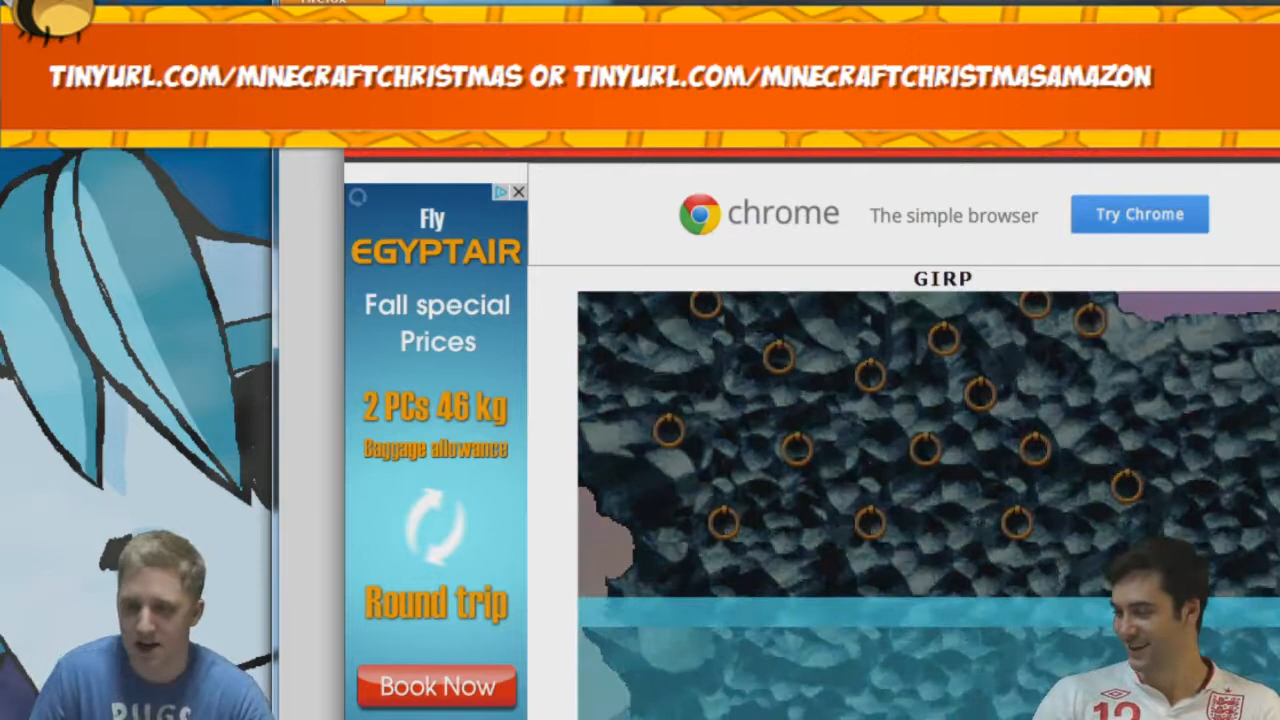 TINYURL.COM/MINECRAFTCHRISTMAS OR TINYURL.COM/MINECRAFTCHRISTMASAMAZON
Fly
EGYPTAIR
Fall special
Prices
2 PCs 46 kg
Baggage allowance
Round trip
Book Now
chrome
The simple browser
Try Chrome
GIRP
12